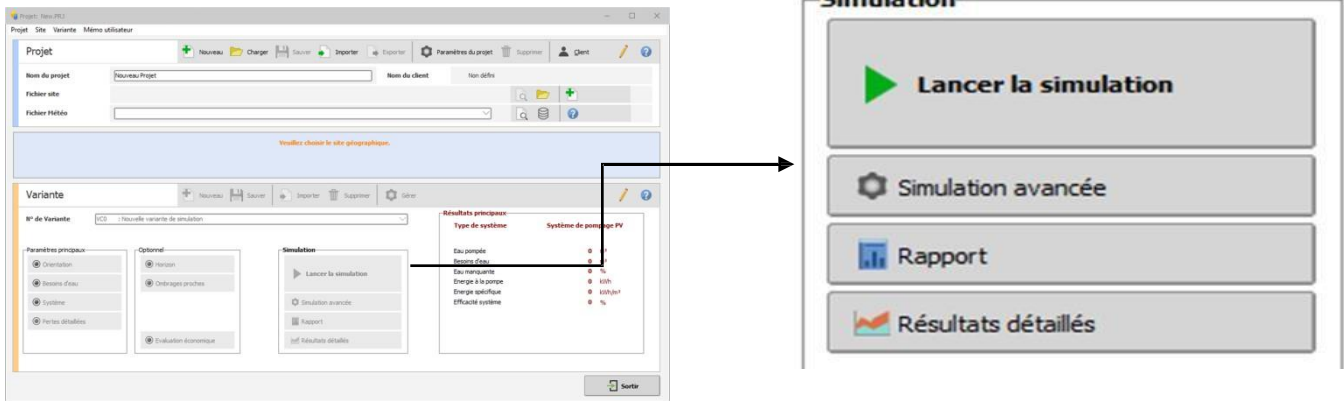 Projet: New.PRJ
Projet Site Variante Mémo utilisateur
Projet Nouveau Charger Sauver Importer Exporter Paramètres du projet Supprimer Client
Nom du projet Nouveau Projet Nom du client Non défini
Fichier site
Fichier Météo
Veuillez choisir le site géographique.
Variante Nouveau Sauver Importer Supprimer Gérer
N° de Variante VC0 : Nouvelle variante de simulation
Résultats principaux
Type de système Système de pompage PV
Eau pompée 0 m³
Besoins d'eau 0 m³
Eau manquante 0 %
Energie à la pompe 0 kWh
Energie spécifique 0 kWh/m³
Efficacité système 0 %
Paramètres principaux
Orientation
Besoins d'eau
Système
Pertes détaillées
Optionnel
Horizon
Ombrages proches
Evaluation économique
Simulation
Lancer la simulation
Simulation avancée
Rapport
Résultats détaillés
Sortir
Simulation
Lancer la simulation
Simulation avancée
Rapport
Résultats détaillés